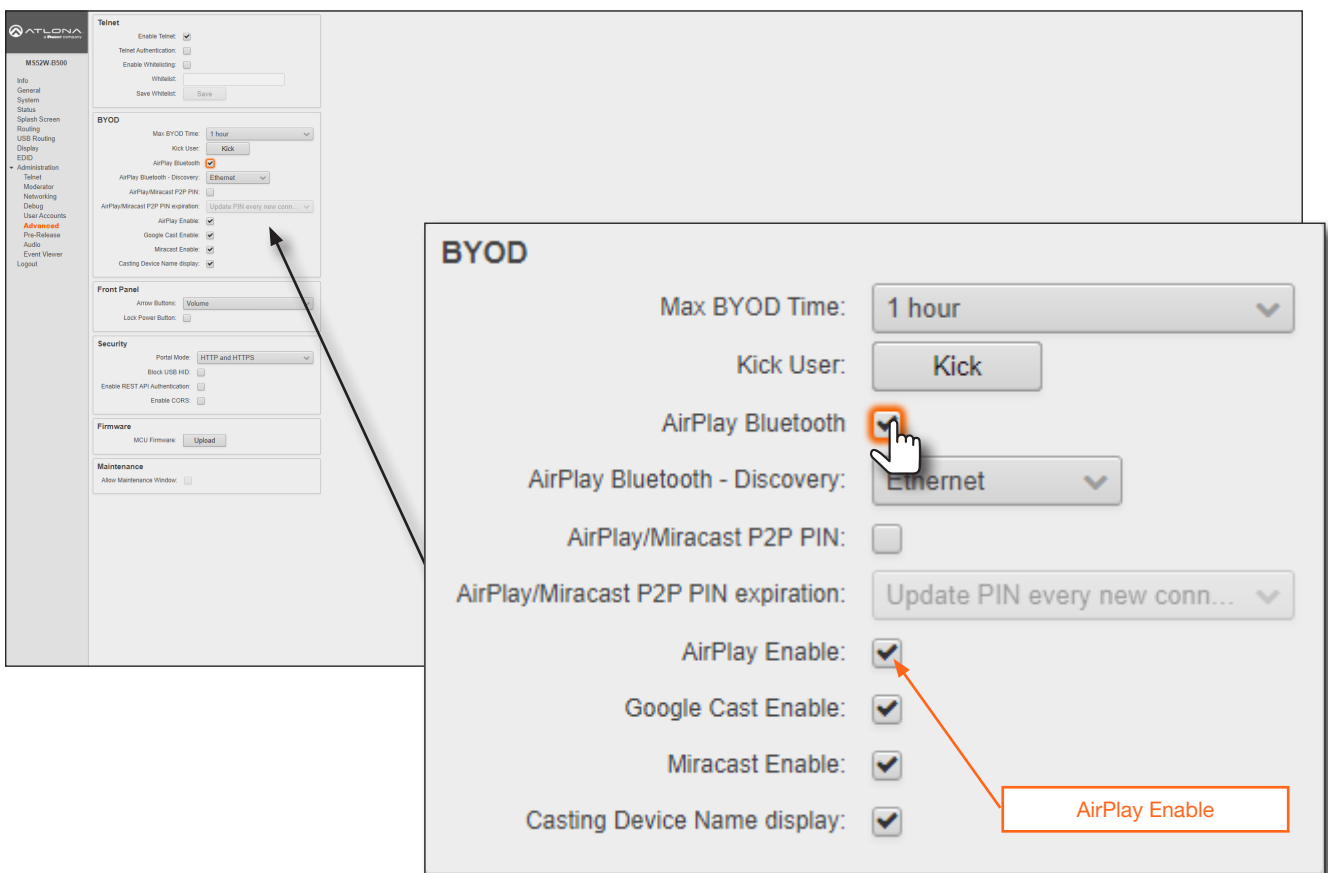 ATLONA
a Panduit company
MS52W-B500
Info
General
System
Status
Splash Screen
Routing
USB Routing
Display
EDID
Administration
Telnet
Moderator
Networking
Debug
User Accounts
Advanced
Pre-Release
Audio
Event Viewer
Logout
Telnet
Enable Telnet:
Telnet Authentication:
Enable Whitelisting:
Whitelist:
Save Whitelist: Save
BYOD
Max BYOD Time: 1 hour
Kick User: Kick
AirPlay Bluetooth
AirPlay Bluetooth - Discovery: Ethernet
AirPlay/Miracast P2P PIN:
AirPlay/Miracast P2P PIN expiration: Update PIN every new conn...
AirPlay Enable:
Google Cast Enable:
Miracast Enable:
Casting Device Name display:
Front Panel
Arrow Buttons: Volume
Lock Power Button:
Security
Portal Mode: HTTP and HTTPS
Block USB HID:
Enable REST API Authentication:
Enable CORS:
Firmware
MCU Firmware: Upload
Maintenance
Allow Maintenance Window:
BYOD
Max BYOD Time: 1 hour
Kick User: Kick
AirPlay Bluetooth
AirPlay Bluetooth - Discovery: Ethernet
AirPlay/Miracast P2P PIN:
AirPlay/Miracast P2P PIN expiration: Update PIN every new conn...
AirPlay Enable:
Google Cast Enable:
Miracast Enable:
Casting Device Name display:
AirPlay Enable